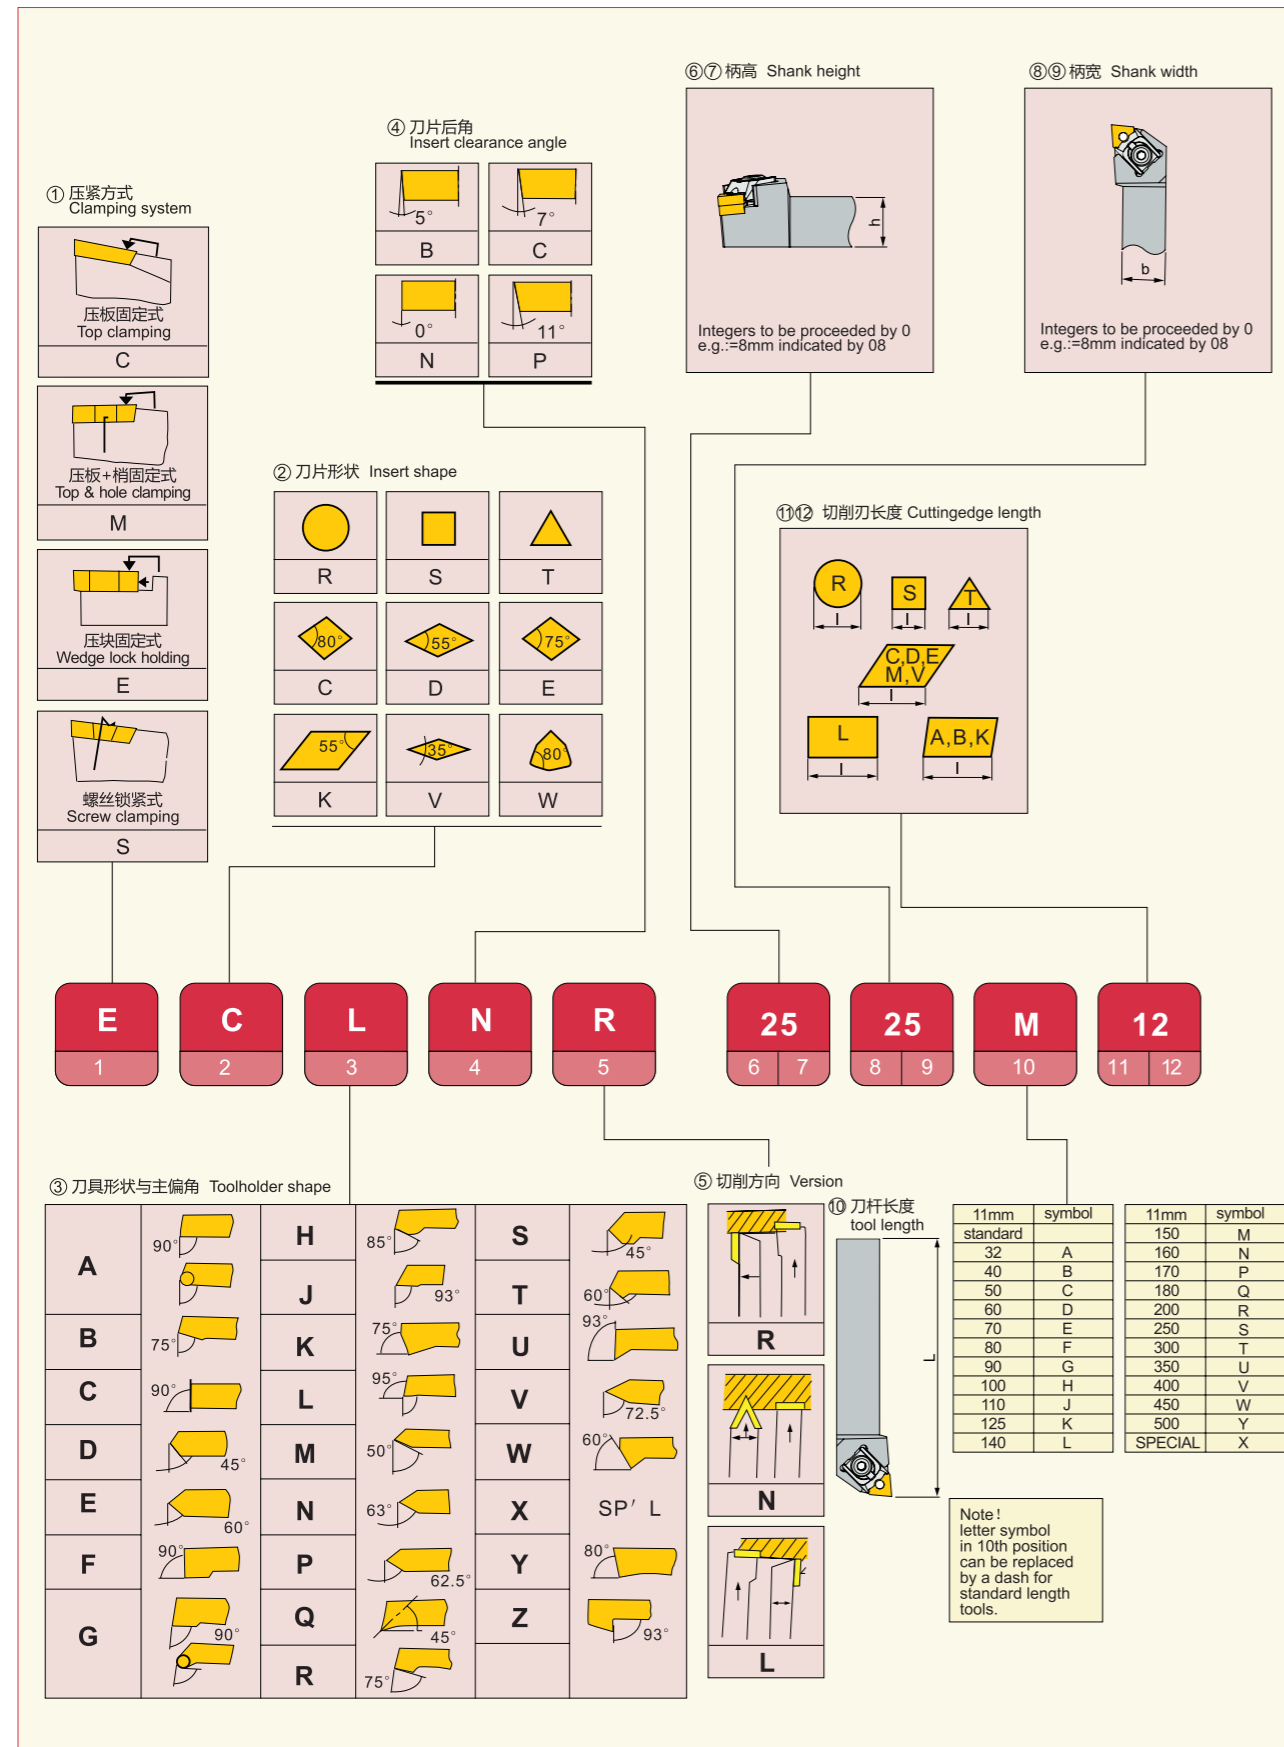 ⑥⑦柄高 Shank height
h
Integers to be proceeded by 0
e.g.:=8mm indicated by 08
⑧⑨柄宽 Shank width
b
Integers to be proceeded by 0
e.g.:=8mm indicated by 08
④ 刀片后角
Insert clearance angle
5°
B
7°
C
0°
N
11°
P
① 压紧方式
Clamping system
压板固定式
Top clamping
C
压板+梢固定式
Top & hole clamping
M
压块固定式
Wedge lock holding
E
螺丝锁紧式
Screw clamping
S
② 刀片形状 Insert shape
R
S
T
80°
C
55°
D
75°
E
55°
K
35°
V
80°
W
⑪⑫ 切削刃长度 Cuttingedge length
R
l
S
l
T
l
C,D,E
M,V
l
L
l
A,B,K
l
E C L N R 25 25 M 12
1 2 3 4 5 6 7 8 9 10 11 12
③ 刀具形状与主偏角 Toolholder shape
A 90°
B 75°
C 90°
D 45°
E 60°
F 90°
G 90°
H 85°
J 93°
K 75°
L 95°
M 50°
N 63°
P 62.5°
Q 45°
R 75°
S 45°
T 60°
U 93°
V 72.5°
W 60°
X SP' L
Y 80°
Z 93°
⑤ 切削方向 Version
R
N
L
⑩ 刀杆长度
tool length
L
11mm symbol
standard
32 A
40 B
50 C
60 D
70 E
80 F
90 G
100 H
110 J
125 K
140 L
11mm symbol
150 M
160 N
170 P
180 Q
200 R
250 S
300 T
350 U
400 V
450 W
500 Y
SPECIAL X
Note !
letter symbol
in 10th position
can be replaced
by a dash for
standard length
tools.